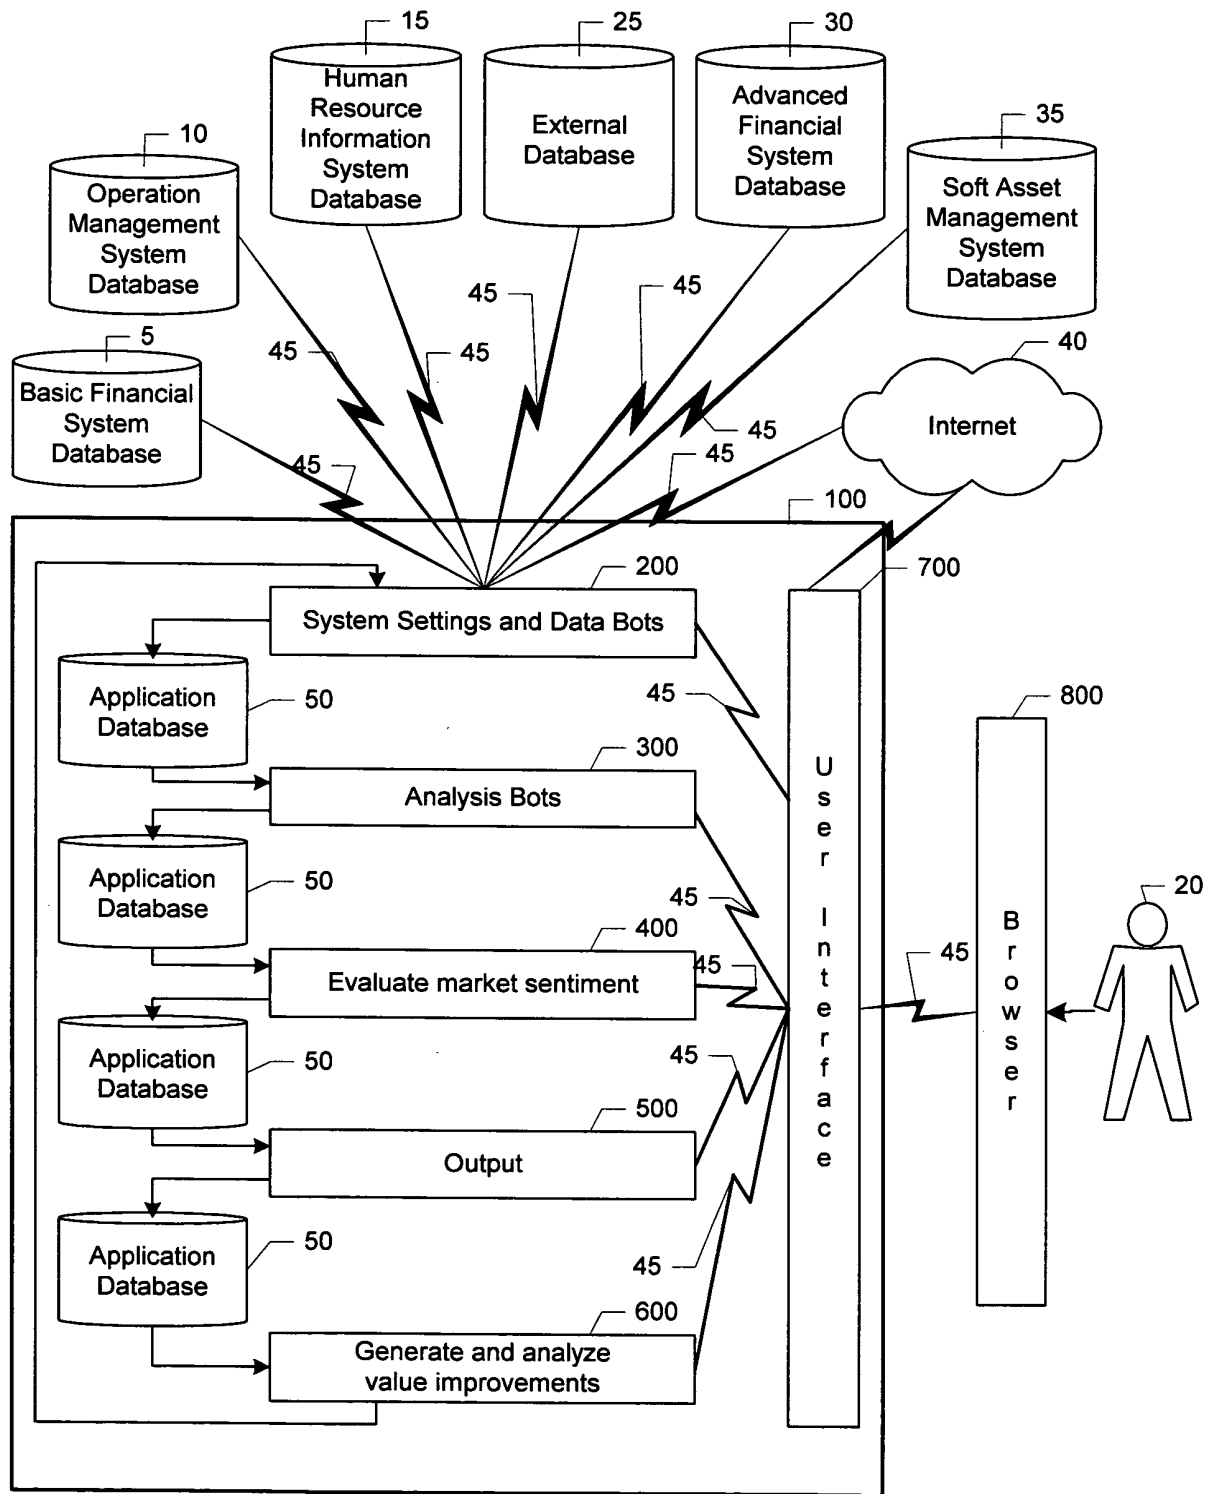 15
25
30
Human
Resource
Information
System
Database
External
Database
Advanced
Financial
System
Database
35
10
Operation
Management
System
Database
Soft Asset
Management
System
Database
45
45
45
45
5
40
Basic Financial
System
Database
Internet
45
45
45
100
200
700
System Settings and Data Bots
Application
Database
50
45
800
300
User Interface
Analysis Bots
Application
Database
50
45
20
400
Browser
45
45
Evaluate market sentiment
Application
Database
50
45
500
Output
Application
Database
50
45
600
Generate and analyze
value improvements